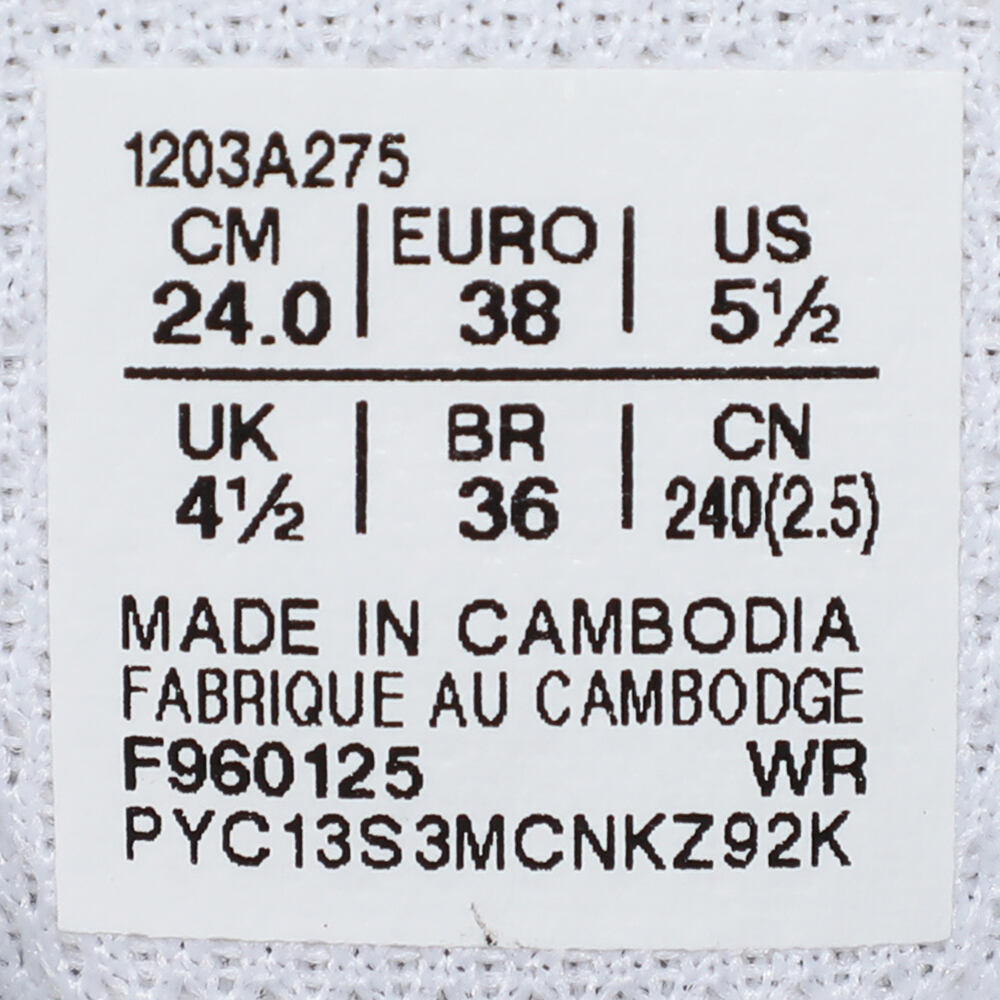 1203A275
CM | EURO | US
24.0 | 38 | 5½
UK | BR | CN
4½ | 36 | 240(2.5)
MADE IN CAMBODIA
FABRIQUE AU CAMBODGE
F960125 WR
PYC13S3MCNKZ92K